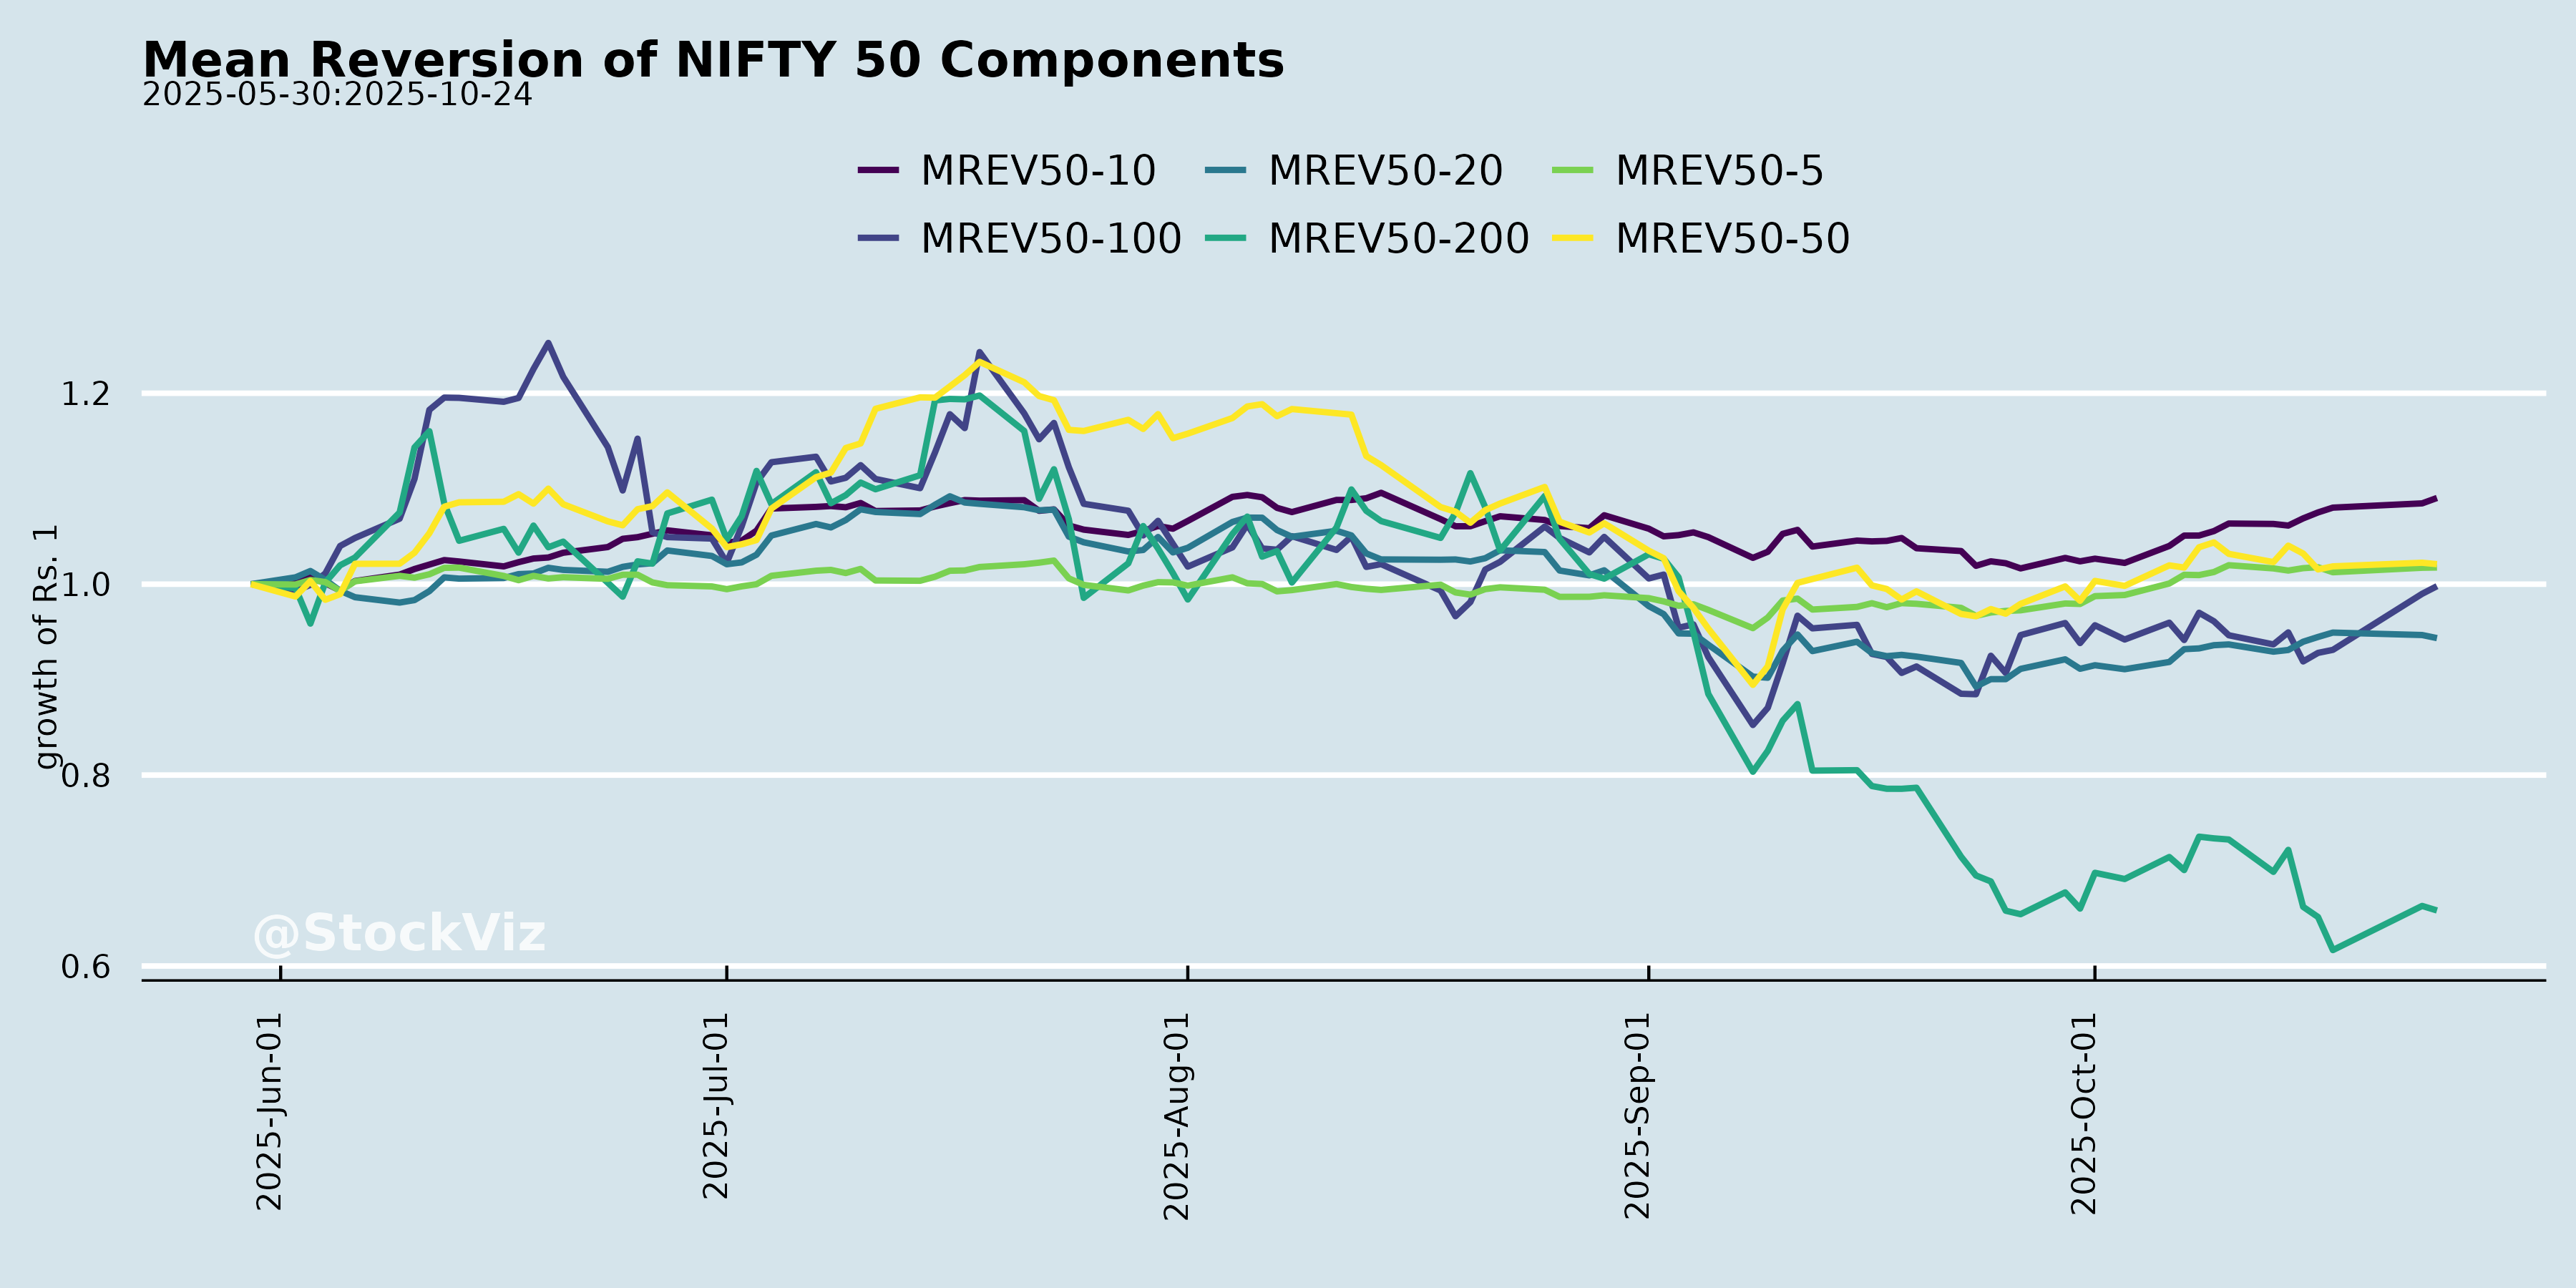 Mean Reversion of NIFTY 50 Components
2025-05-30:2025-10-24
MREV50-10 MREV50-20 MREV50-5
MREV50-100 MREV50-200 MREV50-50
growth of Rs. 1
1.2
1.0
0.8
0.6
@StockViz
2025-Jun-01
2025-Jul-01
2025-Aug-01
2025-Sep-01
2025-Oct-01